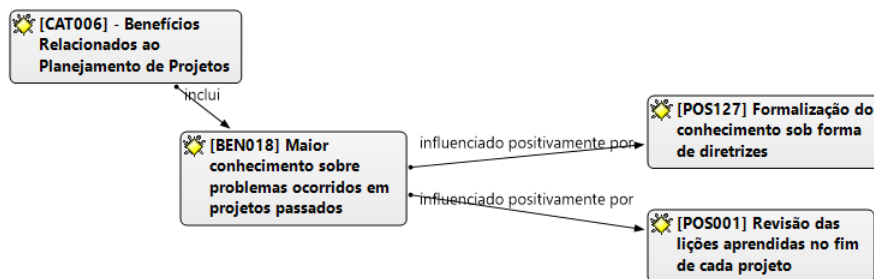 [CAT006] - Benefícios
Relacionados ao
Planejamento de Projetos
inclui
[BEN018] Maior
conhecimento sobre
problemas ocorridos em
projetos passados
influenciado positivamente por
[POS127] Formalização do
conhecimento sob forma
de diretrizes
influenciado positivamente por
[POS001] Revisão das
lições aprendidas no fim
de cada projeto